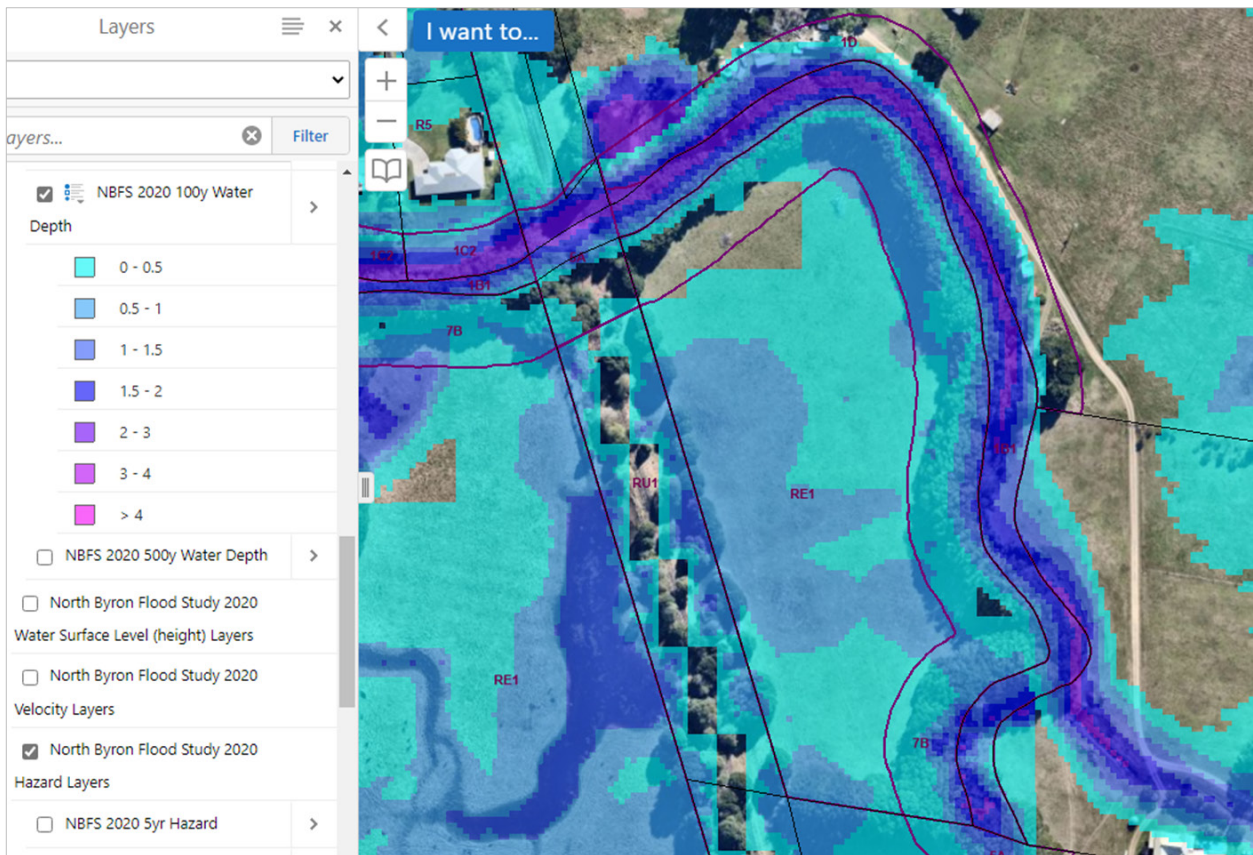 Layers
I want to...
ayers...
Filter
NBFS 2020 100y Water
Depth
0 - 0.5
0.5 - 1
1 - 1.5
1.5 - 2
2 - 3
3 - 4
> 4
NBFS 2020 500y Water Depth
North Byron Flood Study 2020
Water Surface Level (height) Layers
North Byron Flood Study 2020
Velocity Layers
North Byron Flood Study 2020
Hazard Layers
NBFS 2020 5yr Hazard
1D
R5
1C2
1B1
7B
RU1
RE1
RE1
7B